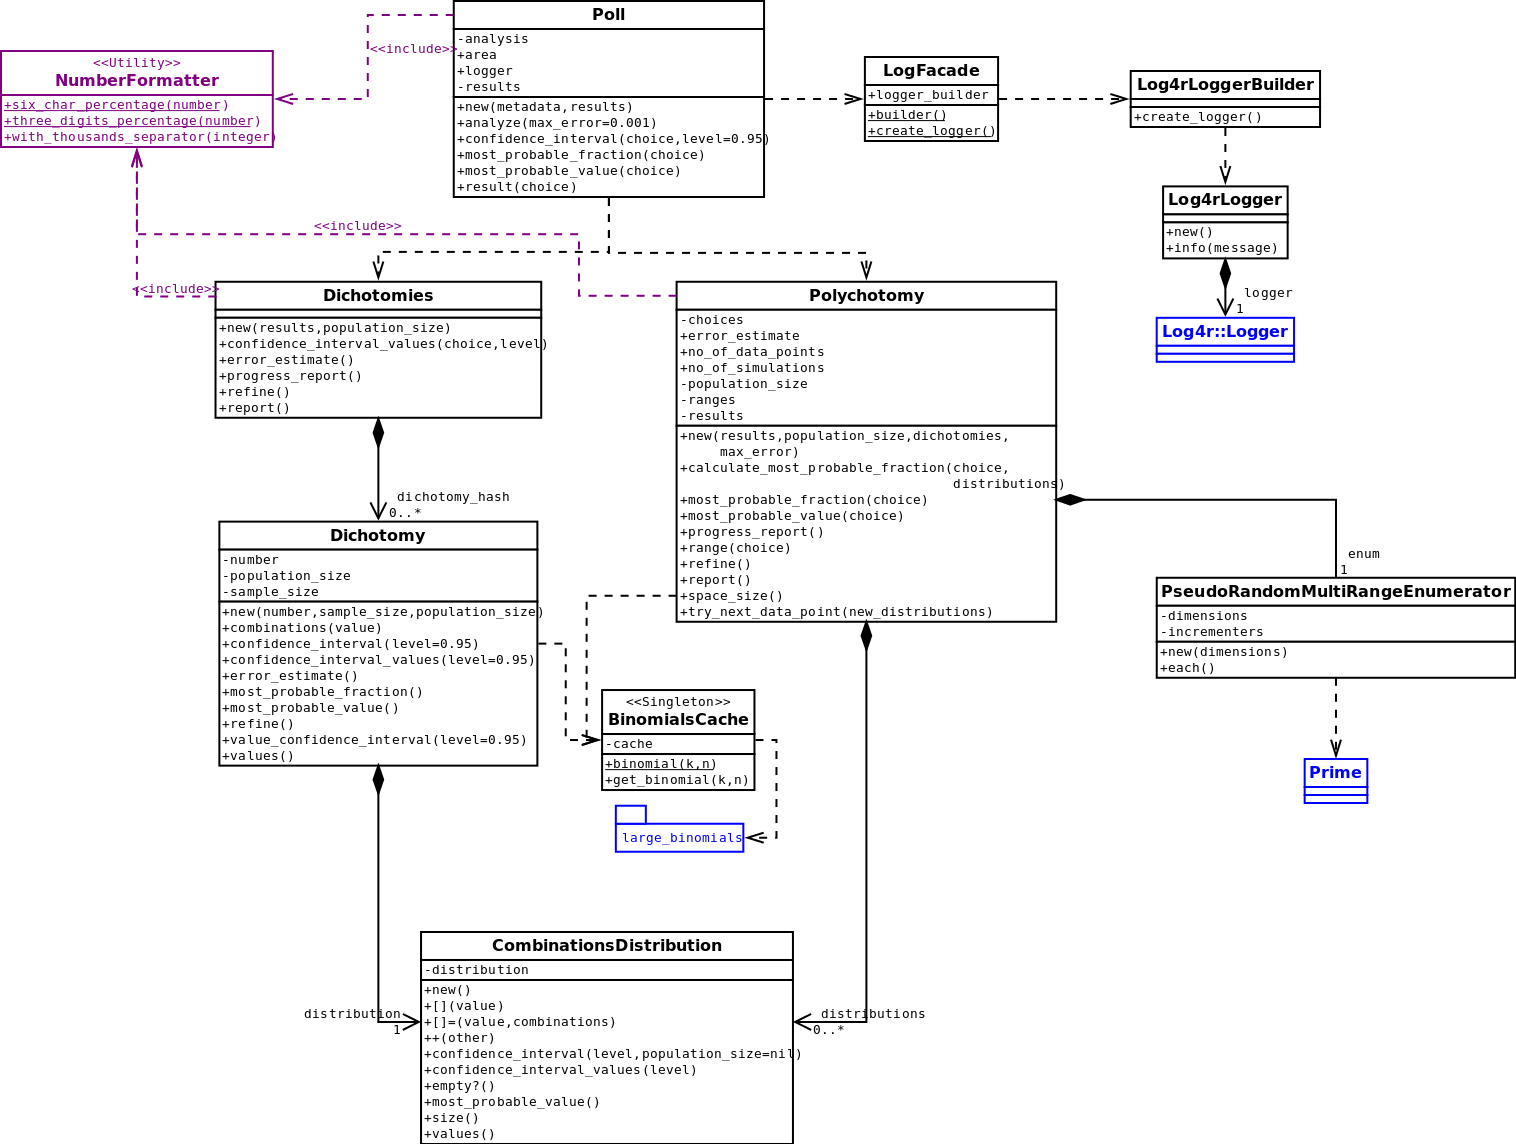 Poll
-analysis
+area
+logger
-results
+new(metadata,results)
+analyze(max_error=0.001)
+confidence_interval(choice,level=0.95)
+most_probable_fraction(choice)
+most_probable_value(choice)
+result(choice)
<<include>>
<<Utility>>
NumberFormatter
+six_char_percentage(number)
+three_digits_percentage(number)
+with_thousands_separator(integer)
LogFacade
+logger_builder
+builder()
+create_logger()
Log4rLoggerBuilder
+create_logger()
Log4rLogger
+new()
+info(message)
logger
1
Log4r::Logger
<<include>>
<<include>>
Dichotomies
+new(results,population_size)
+confidence_interval_values(choice,level)
+error_estimate()
+progress_report()
+refine()
+report()
dichotomy_hash
0..*
Polychotomy
-choices
+error_estimate
+no_of_data_points
+no_of_simulations
-population_size
-ranges
-results
+new(results,population_size,dichotomies,
max_error)
+calculate_most_probable_fraction(choice,
distributions)
+most_probable_fraction(choice)
+most_probable_value(choice)
+progress_report()
+range(choice)
+refine()
+report()
+space_size()
+try_next_data_point(new_distributions)
enum
1
PseudoRandomMultiRangeEnumerator
-dimensions
-incrementers
+new(dimensions)
+each()
Prime
Dichotomy
-number
-population_size
-sample_size
+new(number,sample_size,population_size)
+combinations(value)
+confidence_interval(level=0.95)
+confidence_interval_values(level=0.95)
+error_estimate()
+most_probable_fraction()
+most_probable_value()
+refine()
+value_confidence_interval(level=0.95)
+values()
<<Singleton>>
BinomialsCache
-cache
+binomial(k,n)
+get_binomial(k,n)
large_binomials
distribution
1
distributions
0..*
CombinationsDistribution
-distribution
+new()
+[](value)
+[]=(value,combinations)
++(other)
+confidence_interval(level,population_size=nil)
+confidence_interval_values(level)
+empty?()
+most_probable_value()
+size()
+values()